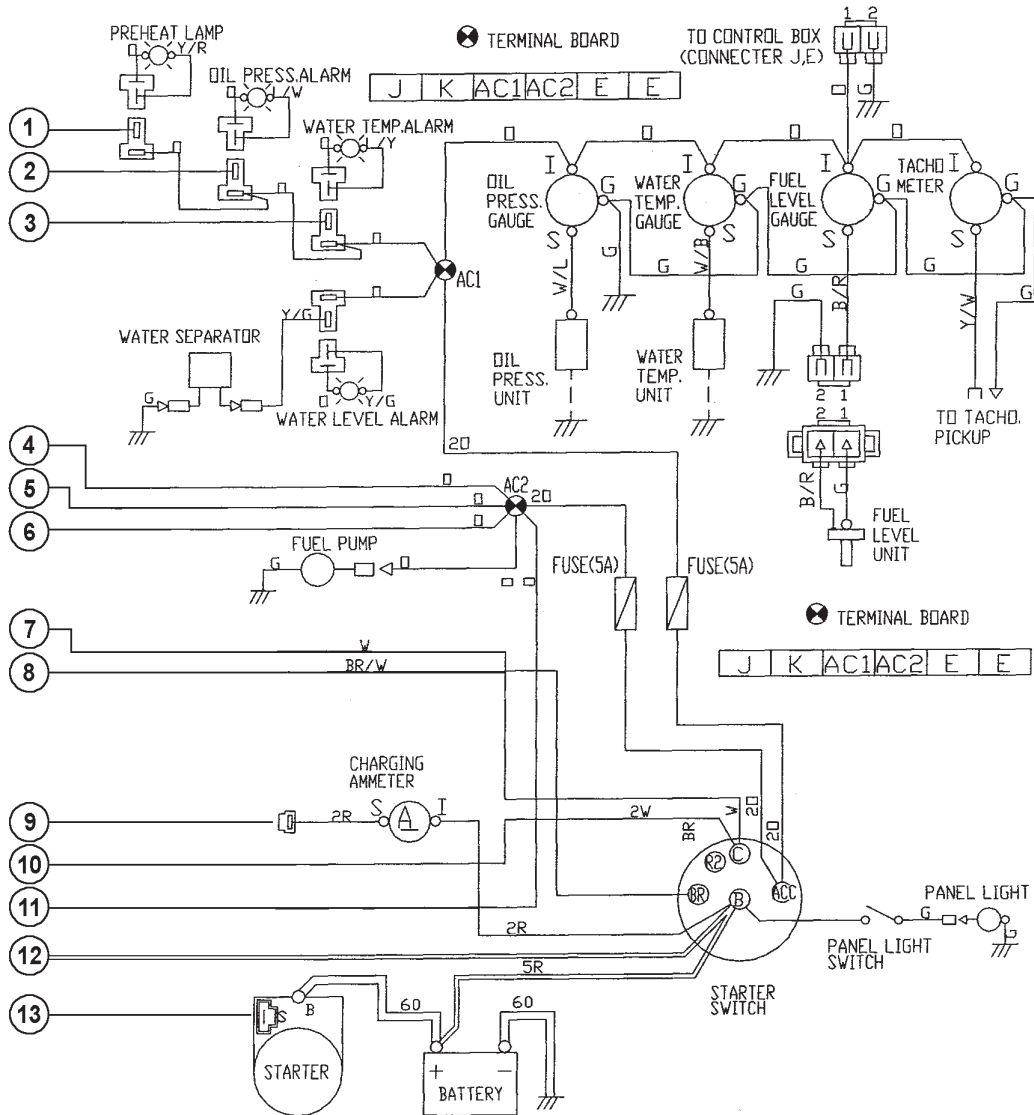 PREHEAT LAMP
Y/R
OIL PRESS.ALARM
/W
WATER TEMP.ALARM
Y
TERMINAL BOARD
J K AC1 AC2 E E
TO CONTROL BOX
(CONNECTER J,E)
1 2
G
1
2
3
I
OIL
PRESS.
GAUGE
G
S
W/L
G
I
WATER
TEMP.
GAUGE
G
S
W/B
G
I
FUEL
LEVEL
GAUGE
G
S
B/R
G
I
TACHO
METER
G
S
Y/W
G
G
AC1
Y/G
WATER SEPARATOR
G
Y/G
WATER LEVEL ALARM
OIL
PRESS.
UNIT
WATER
TEMP.
UNIT
G
2 1
2 1
B/R
G
TO TACHO.
PICKUP
FUEL
LEVEL
UNIT
4
5
6
20
AC2
20
FUEL PUMP
G
FUSE(5A)
FUSE(5A)
TERMINAL BOARD
J K AC1 AC2 E E
7
8
W
BR/W
CHARGING
AMMETER
9
2R
S
A
I
10
11
12
13
2W
BR
W
20
20
R2
C
BR
B
ACC
2R
5R
STARTER
SWITCH
PANEL LIGHT
SWITCH
G
PANEL LIGHT
G
S
B
STARTER
60
60
+
-
BATTERY